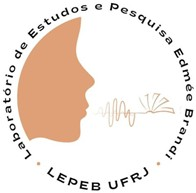 Laboratório de Estudos e Pesquisa Edmée Brandi
LEPEB UFRJ